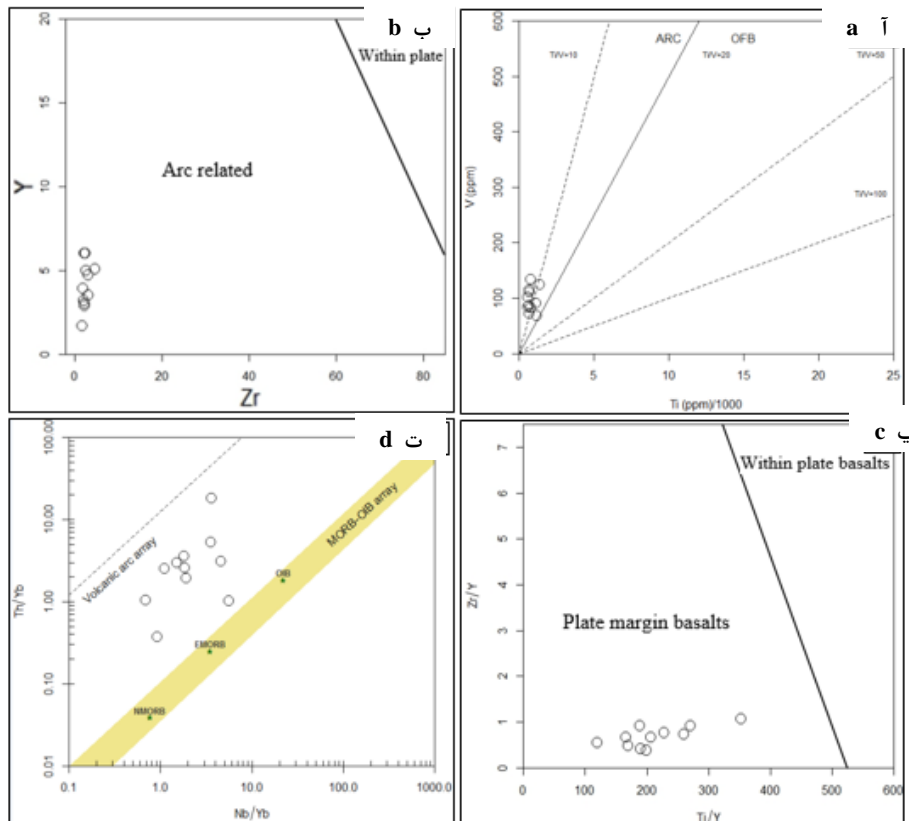 ب b
20
15
10
5
0
Y
Within plate
Arc related
0 20 40 60 80
Zr
آ a
600
500
400
300
200
100
0
V (ppm)
ARC OFB
Ti/V=10 Ti/V=20 Ti/V=50
Ti/V=100
0 5 10 15 20 25
Ti (ppm)/1000
ت d
100.00
10.00
1.00
0.10
0.01
Th/Yb
Volcanic arc array
MORB-OIB array
OIB
EMORB
NMORB
0.1 1.0 10.0 100.0 1000.0
Nb/Yb
پ c
7
6
5
4
3
2
1
0
Zr/Y
Within plate basalts
Plate margin basalts
0 100 200 300 400 500 600
Ti/Y